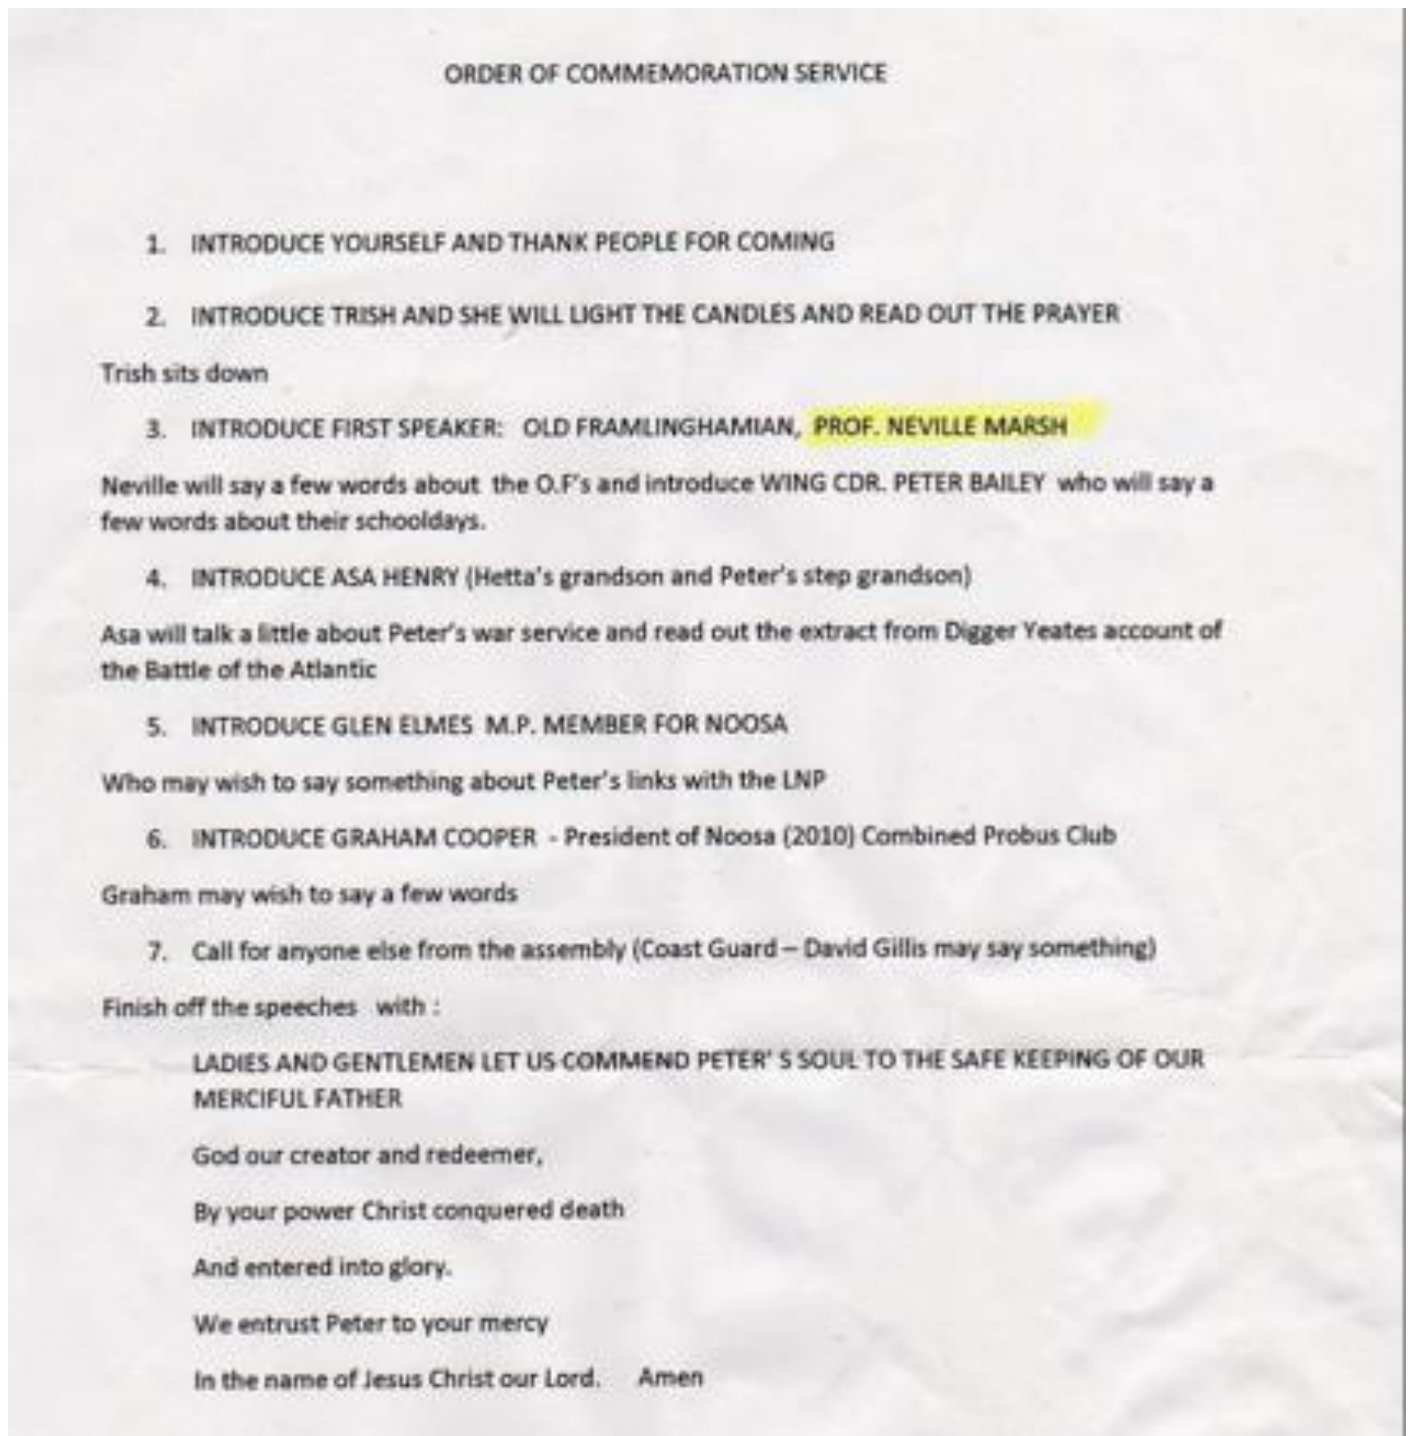 ORDER OF COMMEMORATION SERVICE
1. INTRODUCE YOURSELF AND THANK PEOPLE FOR COMING
2. INTRODUCE TRISH AND SHE WILL LIGHT THE CANDLES AND READ OUT THE PRAYER
Trish sits down
3. INTRODUCE FIRST SPEAKER: OLD FRAMLINGHAMIAN, PROF. NEVILLE MARSH
Neville will say a few words about the O.F's and introduce WING CDR. PETER BAILEY who will say a
few words about their schooldays.
4. INTRODUCE ASA HENRY (Hetta's grandson and Peter's step grandson)
Asa will talk a little about Peter's war service and read out the extract from Digger Yeates account of
the Battle of the Atlantic
5. INTRODUCE GLEN ELMES M.P. MEMBER FOR NOOSA
Who may wish to say something about Peter's links with the LNP
6. INTRODUCE GRAHAM COOPER - President of Noosa (2010) Combined Probus Club
Graham may wish to say a few words
7. Call for anyone else from the assembly (Coast Guard – David Gillis may say something)
Finish off the speeches with :
LADIES AND GENTLEMEN LET US COMMEND PETER' S SOUL TO THE SAFE KEEPING OF OUR
MERCIFUL FATHER
God our creator and redeemer,
By your power Christ conquered death
And entered into glory.
We entrust Peter to your mercy
In the name of Jesus Christ our Lord. Amen